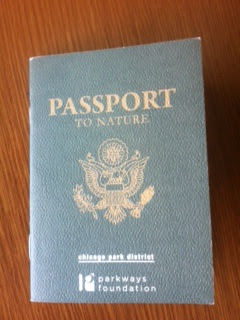 PASSPORT
TO NATURE
chicago park district
parkways
foundation